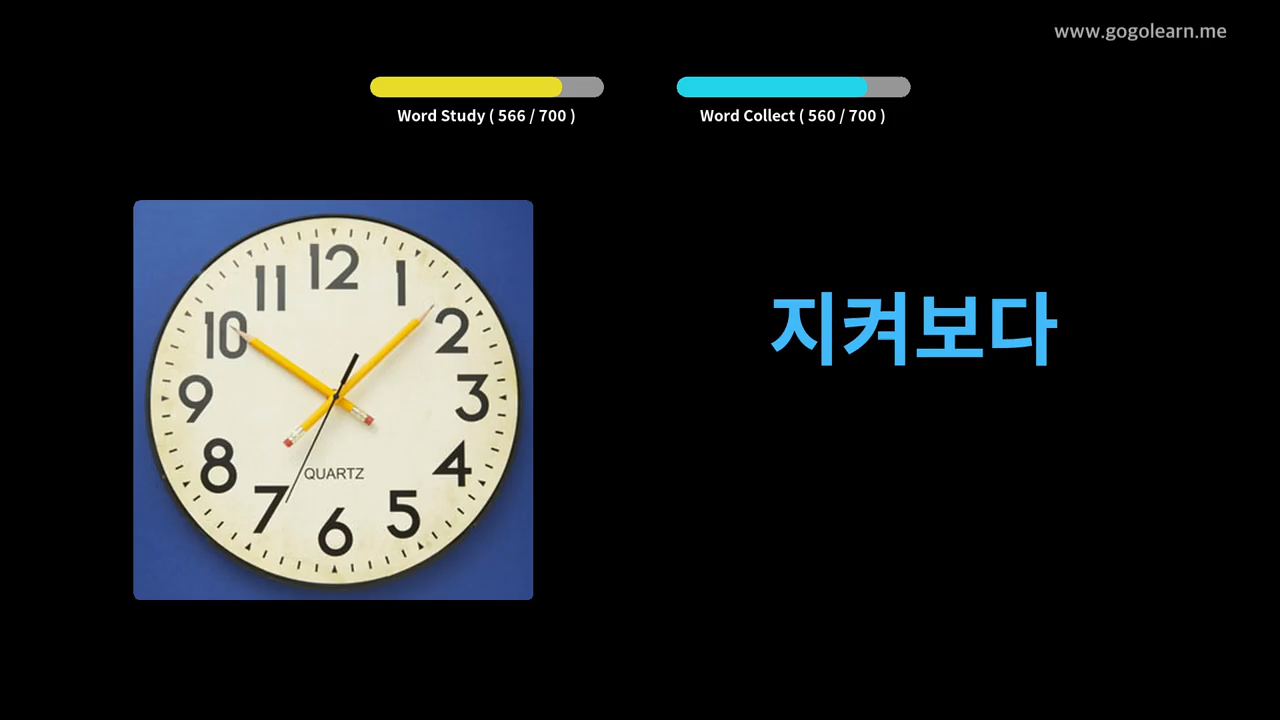 www.gogolearn.me
Word Study ( 566 / 700 )
Word Collect ( 560 / 700 )
12
11
1
10
2
9
3
8
4
7
5
6
QUARTZ
지켜보다